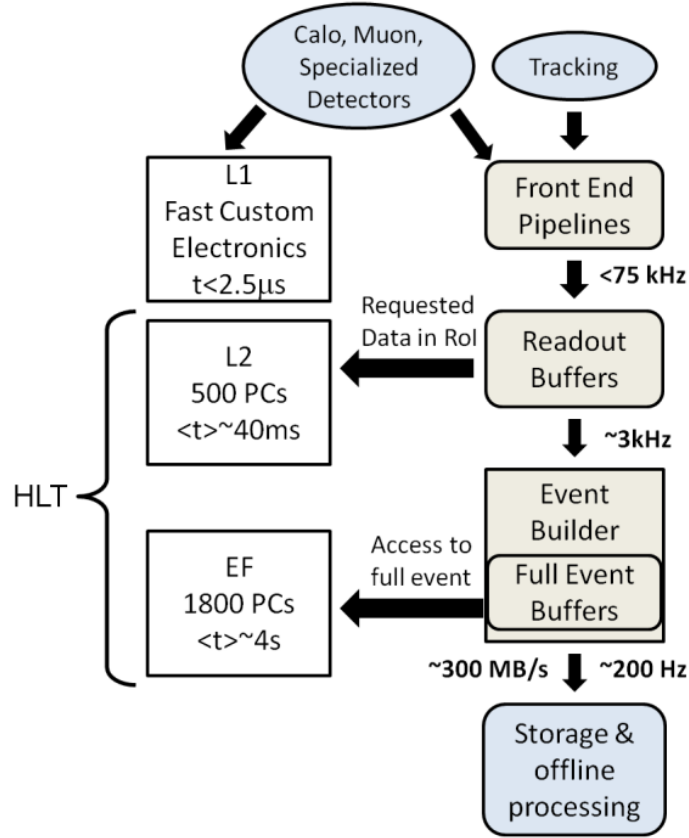 Calo, Muon,
Specialized
Detectors
Tracking
L1
Fast Custom
Electronics
t<2.5μs
Front End
Pipelines
<75 kHz
Requested
Data in RoI
L2
500 PCs
<t>~40ms
Readout
Buffers
~3kHz
HLT
Event
Builder
Full Event
Buffers
Access to
full event
EF
1800 PCs
<t>~4s
~300 MB/s
~200 Hz
Storage &
offline
processing